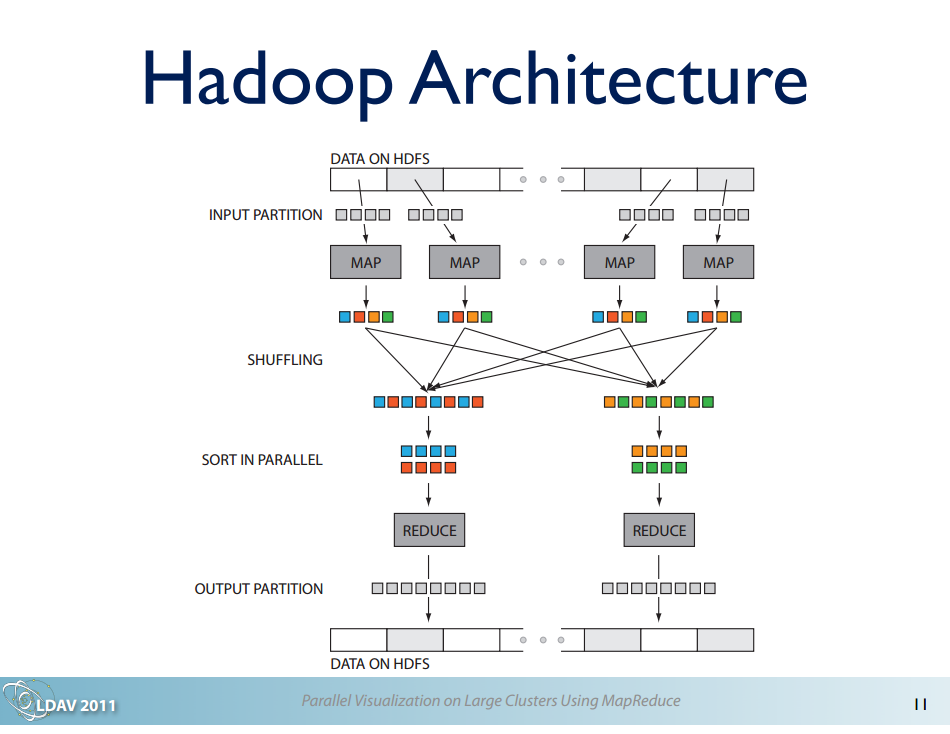 Hadoop Architecture
DATA ON HDFS
INPUT PARTITION
MAP MAP MAP MAP
SHUFFLING
SORT IN PARALLEL
REDUCE REDUCE
OUTPUT PARTITION
DATA ON HDFS
LDAV 2011 Parallel Visualization on Large Clusters Using MapReduce 11